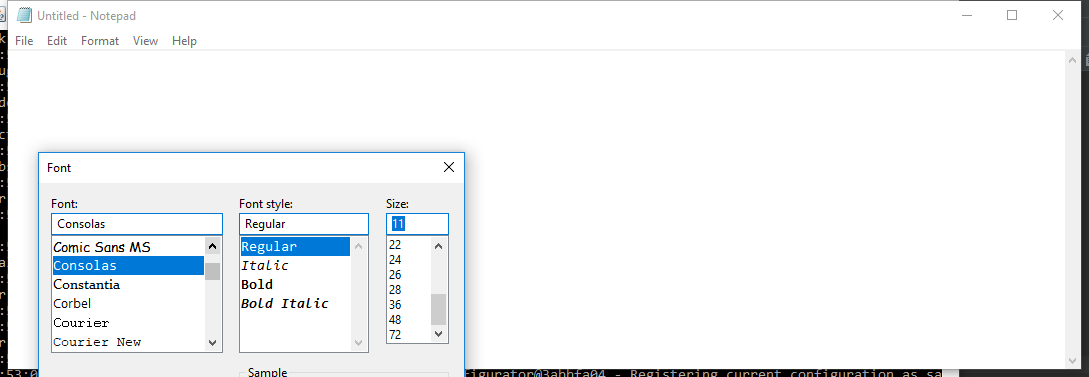 Untitled - Notepad
File Edit Format View Help
Font
Font: Font style: Size:
Consolas Regular 11
Comic Sans MS
Consolas
Constantia
Corbel
Courier
Courier New
Regular
Italic
Bold
Bold Italic
22
24
26
28
36
48
72
Sample
:53:0 figurator@3abbfa04 - Registering current configuration as sa